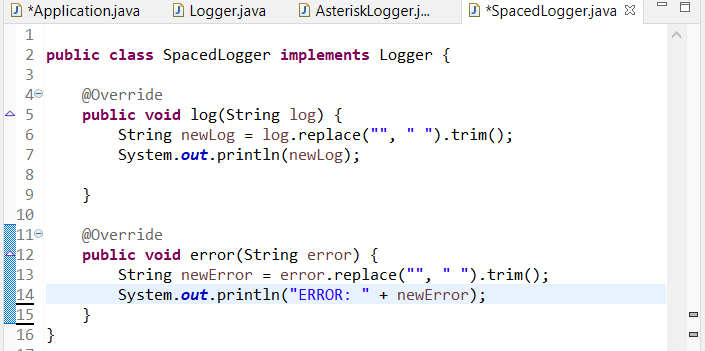 *Application.java Logger.java AsteriskLogger.j... *SpacedLogger.java
1
2 public class SpacedLogger implements Logger {
3
4 @Override
5 public void log(String log) {
6 String newLog = log.replace("", " ").trim();
7 System.out.println(newLog);
8
9 }
10
11 @Override
12 public void error(String error) {
13 String newError = error.replace("", " ").trim();
14 System.out.println("ERROR: " + newError);
15 }
16 }